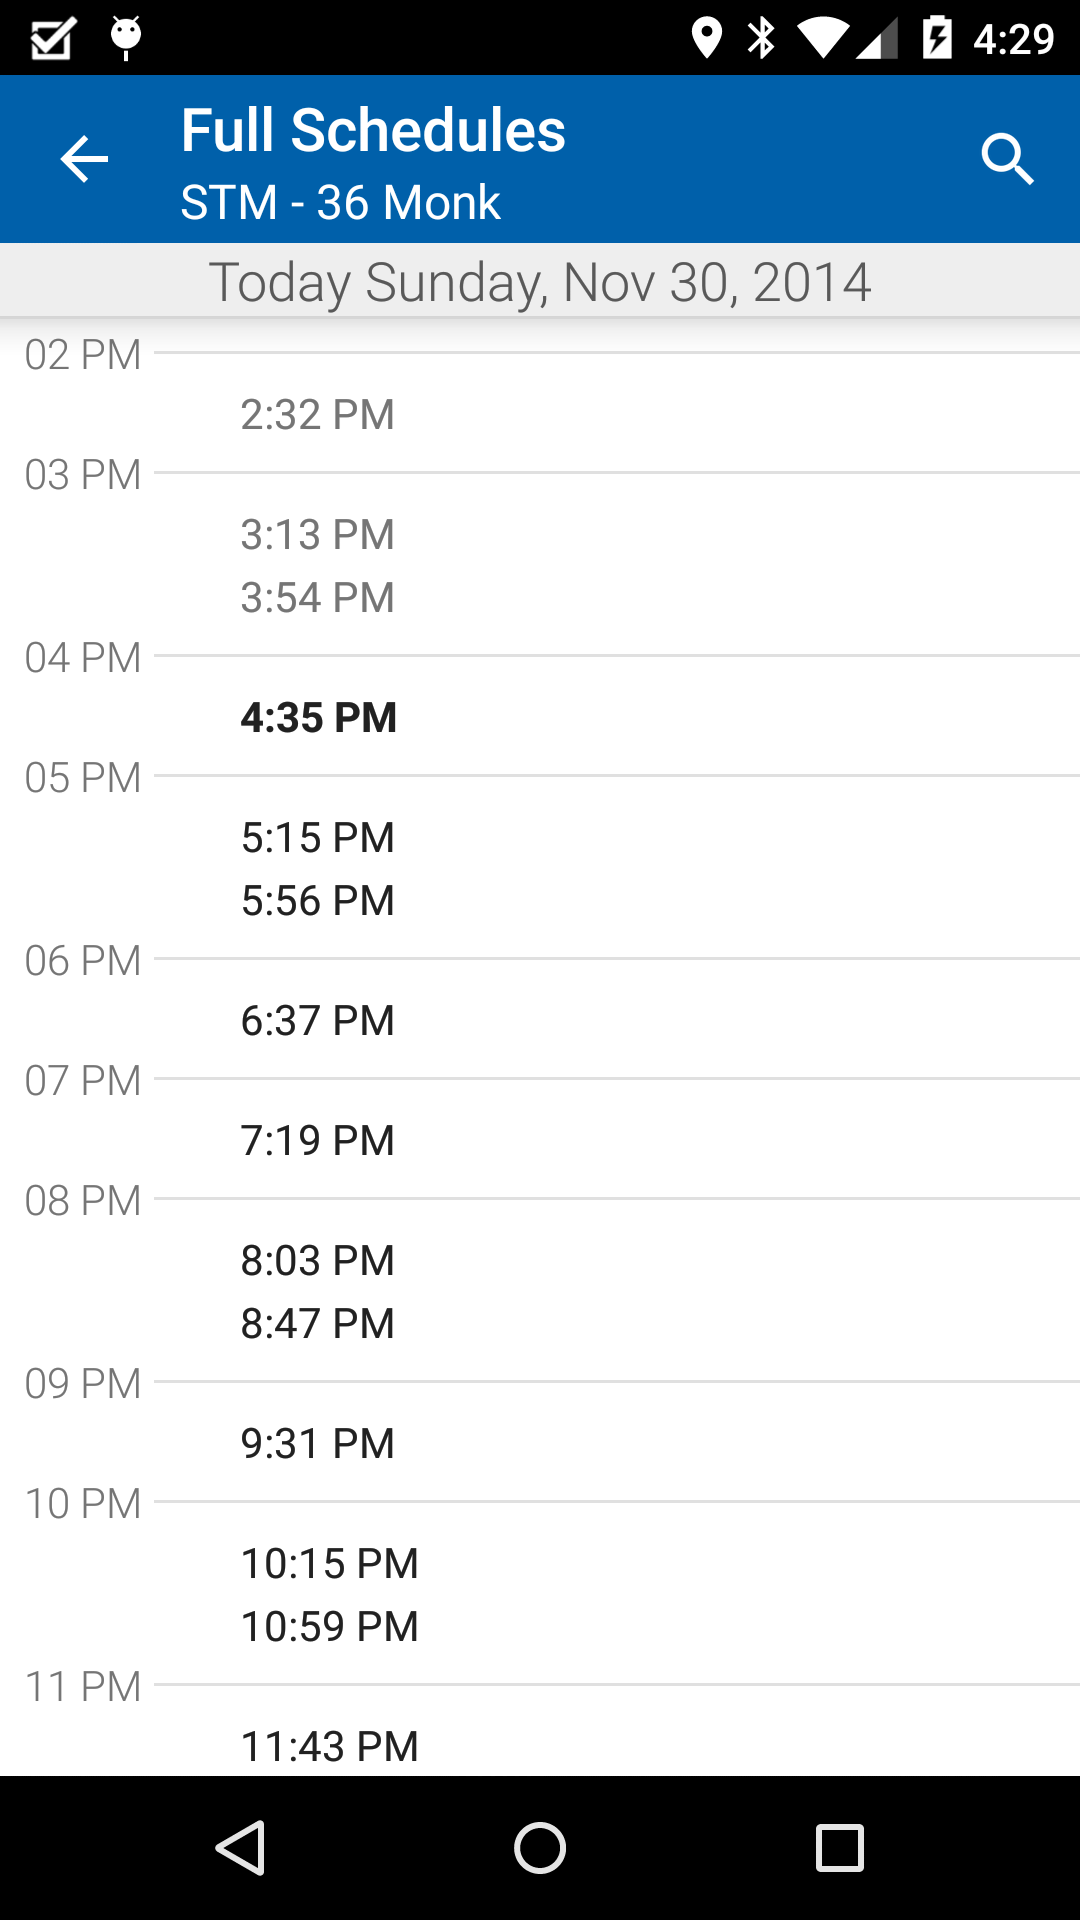 4:29
Full Schedules
STM - 36 Monk
Today Sunday, Nov 30, 2014
02 PM
2:32 PM
03 PM
3:13 PM
3:54 PM
04 PM
4:35 PM
05 PM
5:15 PM
5:56 PM
06 PM
6:37 PM
07 PM
7:19 PM
08 PM
8:03 PM
8:47 PM
09 PM
9:31 PM
10 PM
10:15 PM
10:59 PM
11 PM
11:43 PM